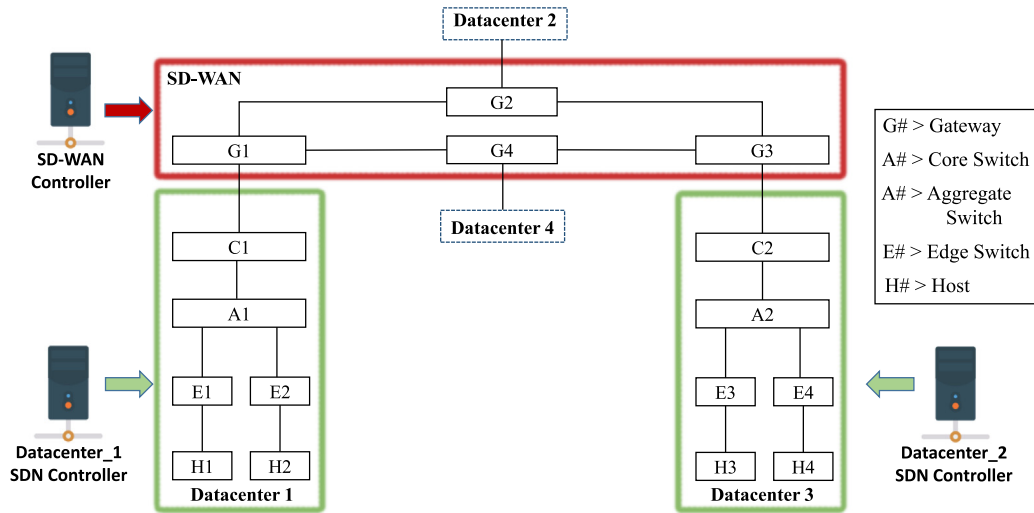 Datacenter 2
SD-WAN
G2
G1
G4
G3
SD-WAN
Controller
G# > Gateway
A# > Core Switch
A# > Aggregate
Switch
E# > Edge Switch
H# > Host
Datacenter 4
C1
A1
E1
E2
H1
H2
Datacenter 1
C2
A2
E3
E4
H3
H4
Datacenter 3
Datacenter_1
SDN Controller
Datacenter_2
SDN Controller